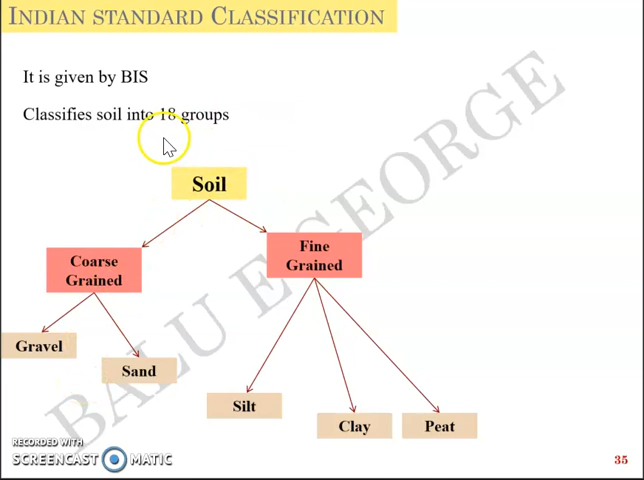 INDIAN STANDARD CLASSIFICATION
It is given by BIS
Classifies soil into 18 groups
Soil
Coarse
Grained
Fine
Grained
Gravel
Sand
Silt
Clay
Peat
BALU E GEORGE
RECORDED WITH
SCREENCAST MATIC
35